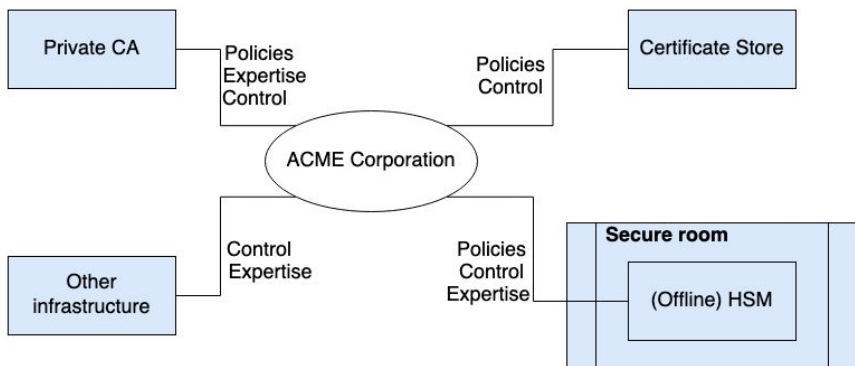 Private CA
Policies
Expertise
Control
Policies
Control
Certificate Store
ACME Corporation
Control
Expertise
Other
infrastructure
Policies
Control
Expertise
Secure room
(Offline) HSM